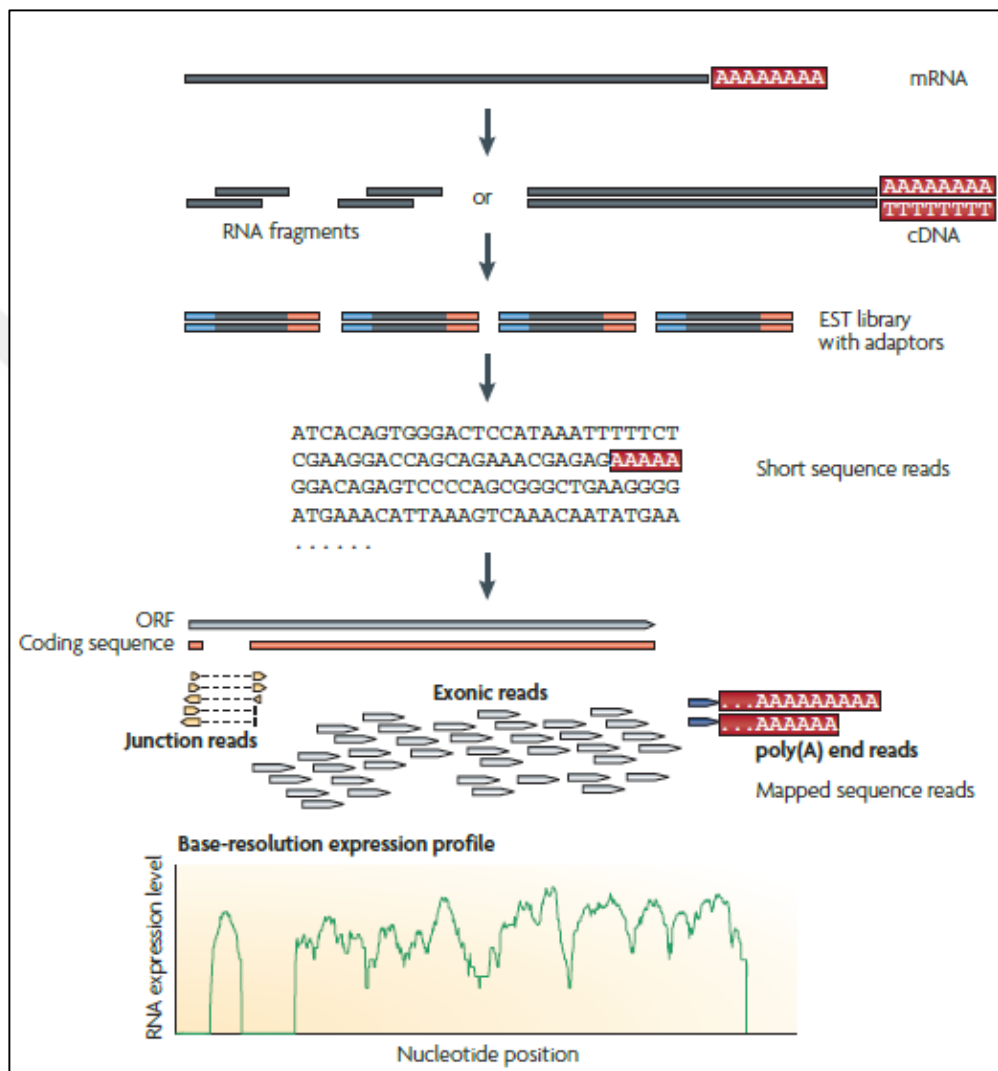 AAAAAAAA
mRNA
or
AAAAAAAA
TTTTTTTT
RNA fragments
cDNA
EST library
with adaptors
ATCACAGTGGGACTCCATAAATTTTTCT
CGAAGGACCAGCAGAAACGAGAGAAAAA
GGACAGAGTCCCCAGCGGGCTGAAGGGG
ATGAAACATTAAAGTCAAACAATATGAA
......
Short sequence reads
ORF
Coding sequence
Junction reads
Exonic reads
...AAAAAAAAA
...AAAAAA
poly(A) end reads
Mapped sequence reads
Base-resolution expression profile
RNA expression level
Nucleotide position